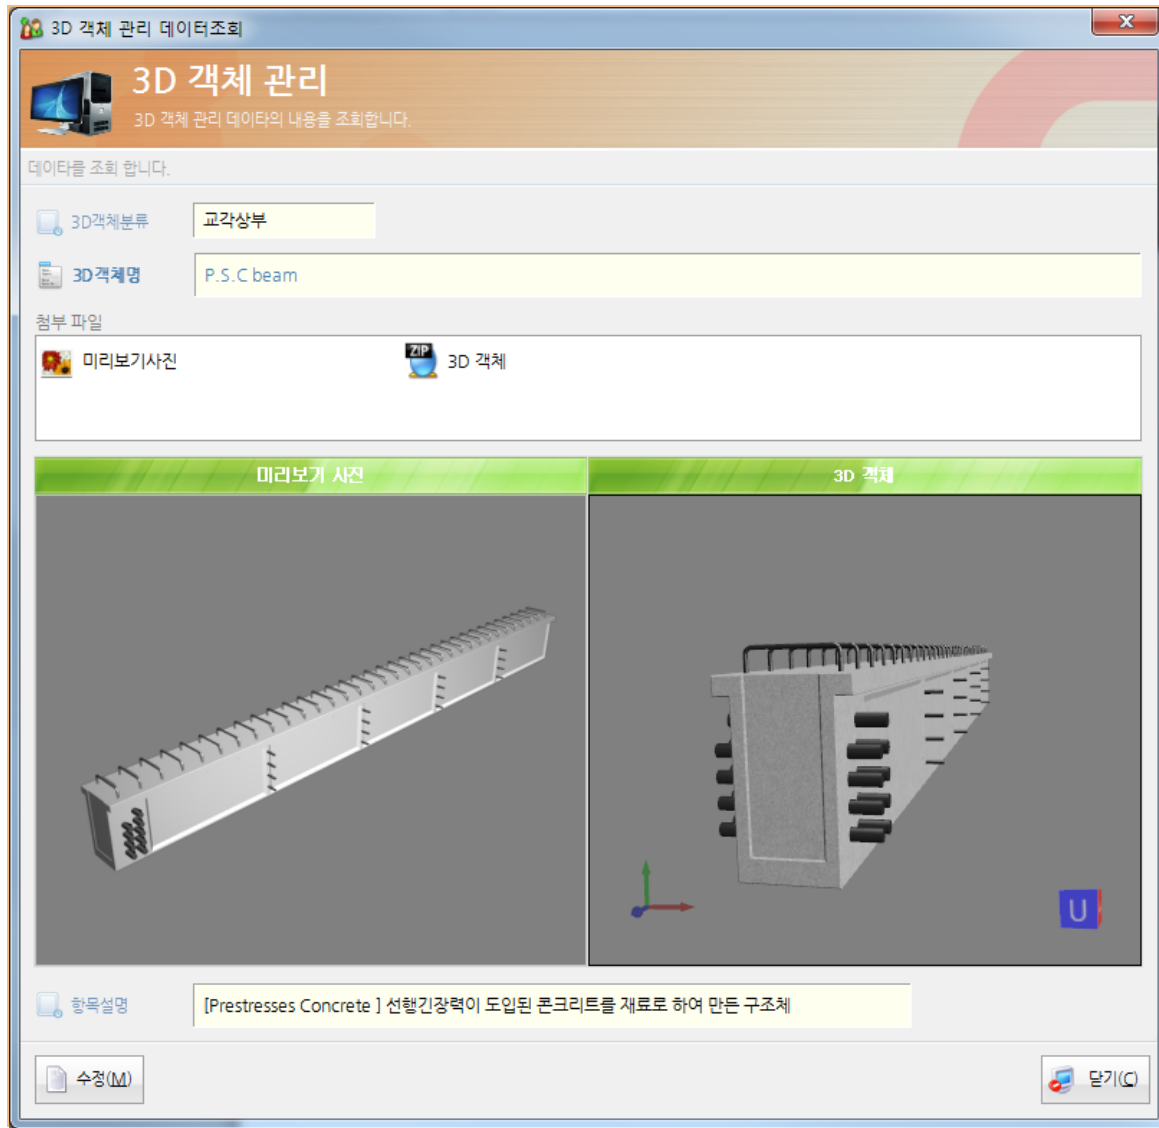 3D 객체 관리 데이터조회
3D 객체 관리
3D 객체 관리 데이타의 내용를 조회합니다.
데이타를 조회 합니다.
3D객체분류
교각상부
3D객체명
P.S.C beam
첨부 파일
미리보기사진
ZIP
3D 객체
미리보기 사진
3D 객체
U
항목설명
[Prestresses Concrete ] 선행긴장력이 도입된 콘크리트를 재료로 하여 만든 구조체
수정(M)
닫기(C)